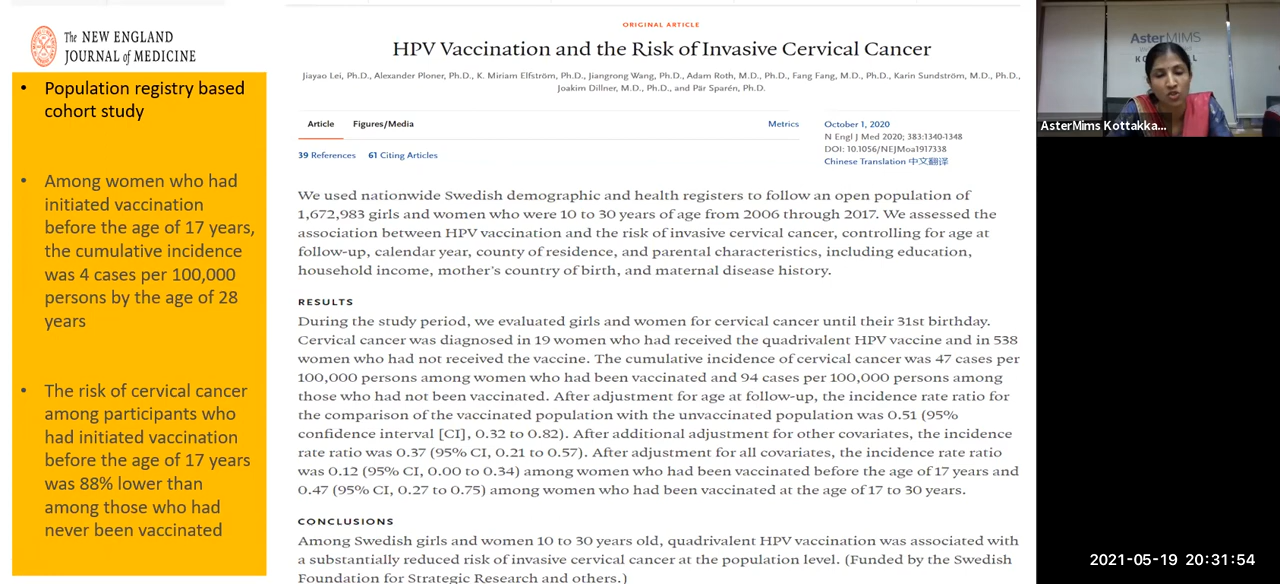 The NEW ENGLAND
JOURNAL of MEDICINE
• Population registry based
cohort study
• Among women who had
initiated vaccination
before the age of 17 years,
the cumulative incidence
was 4 cases per 100,000
persons by the age of 28
years
• The risk of cervical cancer
among participants who
had initiated vaccination
before the age of 17 years
was 88% lower than
among those who had
never been vaccinated
ORIGINAL ARTICLE
HPV Vaccination and the Risk of Invasive Cervical Cancer
Jiayao Lei, Ph.D., Alexander Ploner, Ph.D., K. Miriam Elfström, Ph.D., Jiangrong Wang, Ph.D., Adam Roth, M.D., Ph.D., Fang Fang, M.D., Ph.D., Karin Sundström, M.D., Ph.D.,
Joakim Dillner, M.D., Ph.D., and Pär Sparén, Ph.D.
Article Figures/Media Metrics
39 References 61 Citing Articles
October 1, 2020
N Engl J Med 2020; 383:1340-1348
DOI: 10.1056/NEJMoa1917338
Chinese Translation 中文翻译
We used nationwide Swedish demographic and health registers to follow an open population of
1,672,983 girls and women who were 10 to 30 years of age from 2006 through 2017. We assessed the
association between HPV vaccination and the risk of invasive cervical cancer, controlling for age at
follow-up, calendar year, county of residence, and parental characteristics, including education,
household income, mother's country of birth, and maternal disease history.
RESULTS
During the study period, we evaluated girls and women for cervical cancer until their 31st birthday.
Cervical cancer was diagnosed in 19 women who had received the quadrivalent HPV vaccine and in 538
women who had not received the vaccine. The cumulative incidence of cervical cancer was 47 cases per
100,000 persons among women who had been vaccinated and 94 cases per 100,000 persons among
those who had not been vaccinated. After adjustment for age at follow-up, the incidence rate ratio for
the comparison of the vaccinated population with the unvaccinated population was 0.51 (95%
confidence interval [CI], 0.32 to 0.82). After additional adjustment for other covariates, the incidence
rate ratio was 0.37 (95% CI, 0.21 to 0.57). After adjustment for all covariates, the incidence rate ratio
was 0.12 (95% CI, 0.00 to 0.34) among women who had been vaccinated before the age of 17 years and
0.47 (95% CI, 0.27 to 0.75) among women who had been vaccinated at the age of 17 to 30 years.
CONCLUSIONS
Among Swedish girls and women 10 to 30 years old, quadrivalent HPV vaccination was associated with
a substantially reduced risk of invasive cervical cancer at the population level. (Funded by the Swedish
Foundation for Strategic Research and others.)
AsterMIMS
AsterMims Kottakka...
2021-05-19 20:31:54